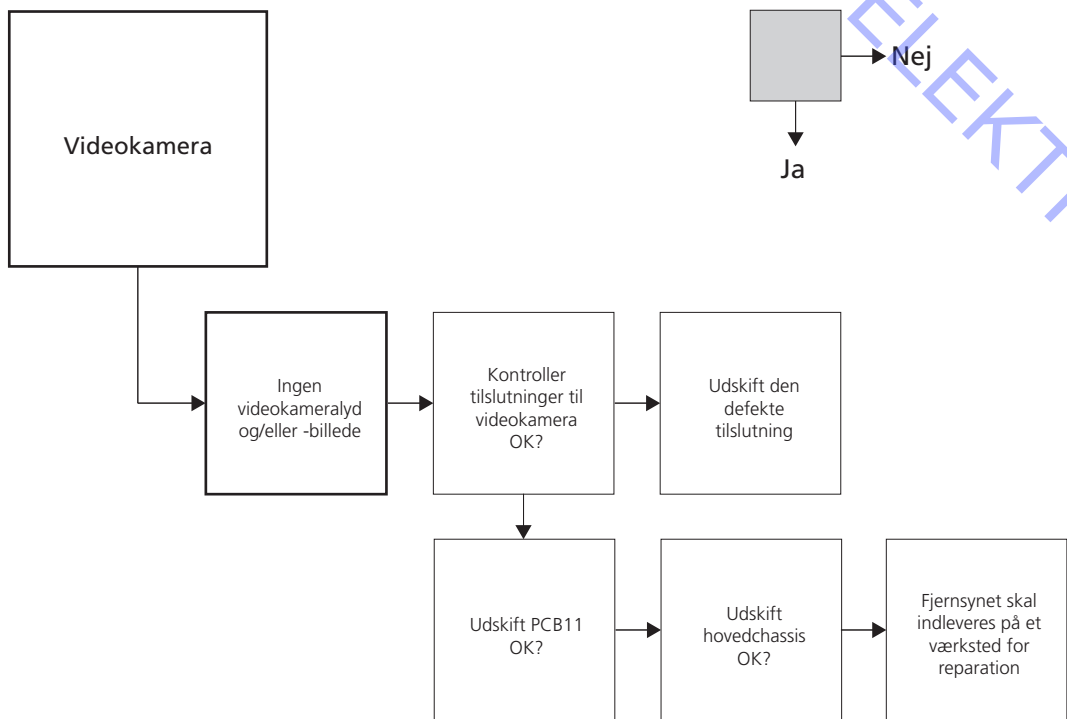 Videokamera
Nej
Ja
Ingen
videokameralyd
og/eller -billede
Kontroller
tilslutninger til
videokamera
OK?
Udskift den
defekte
tilslutning
Udskift PCB11
OK?
Udskift
hovedchassis
OK?
Fjernsynet skal
indleveres på et
værksted for
reparation